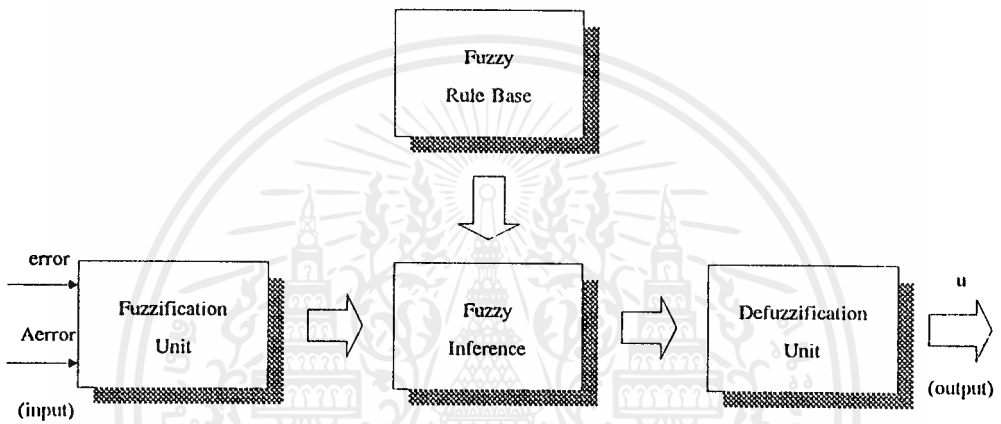 Fuzzy
Rule Base
error
Aerror
(input)
Fuzzification
Unit
Fuzzy
Inference
Defuzzification
Unit
u
(output)